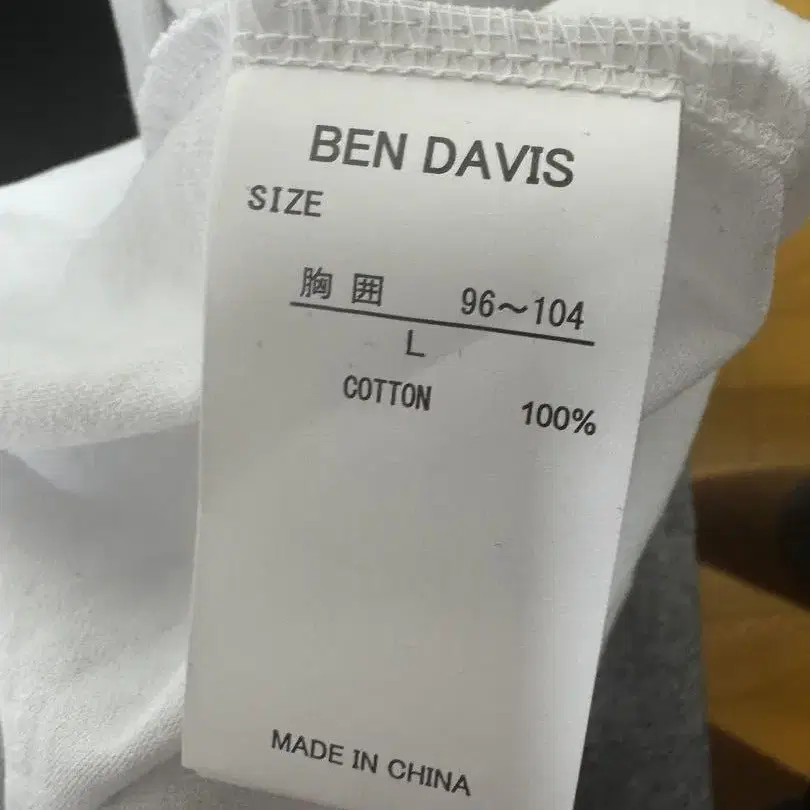 BEN DAVIS
SIZE
胸囲 96～104
L
COTTON 100%
MADE IN CHINA